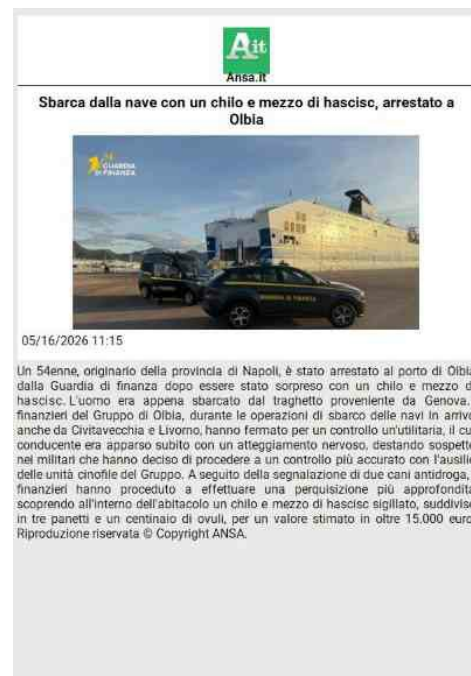 Ait
Ansa.it
Sbarca dalla nave con un chilo e mezzo di hascisc, arrestato a
Olbia
GUARDIA
DI FINANZA
GUARDIA DI FINANZA
05/16/2026 11:15
Un 54enne, originario della provincia di Napoli, è stato arrestato al porto di Olbia
dalla Guardia di finanza dopo essere stato sorpreso con un chilo e mezzo d
hascisc. L'uomo era appena sbarcato dal traghetto proveniente da Genova.
finanzieri del Gruppo di Olbia, durante le operazioni di sbarco delle navi in arrivo
anche da Civitavecchia e Livorno, hanno fermato per un controllo un'utilitaria, il cu
conducente era apparso subito con un atteggiamento nervoso, destando sospetto
nei militari che hanno deciso di procedere a un controllo più accurato con l'ausilio
delle unità cinofile del Gruppo. A seguito della segnalazione di due cani antidroga,
finanzieri hanno proceduto a effettuare una perquisizione più approfondita
scoprendo all'interno dell'abitacolo un chilo e mezzo di hascisc sigillato, suddiviso
in tre panetti e un centinaio di ovuli, per un valore stimato in oltre 15.000 euro
Riproduzione riservata © Copyright ANSA.